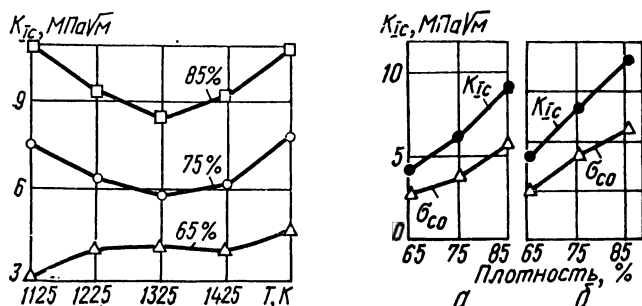 K_Ic, МПа√м
9
6
3
85%
75%
65%
1125 1225 1325 1425 T, K
K_Ic, МПа√м
10
5
0
K_Ic
σ_co
K_Ic
σ_co
65 75 85 65 75 85
Плотность, %
а б